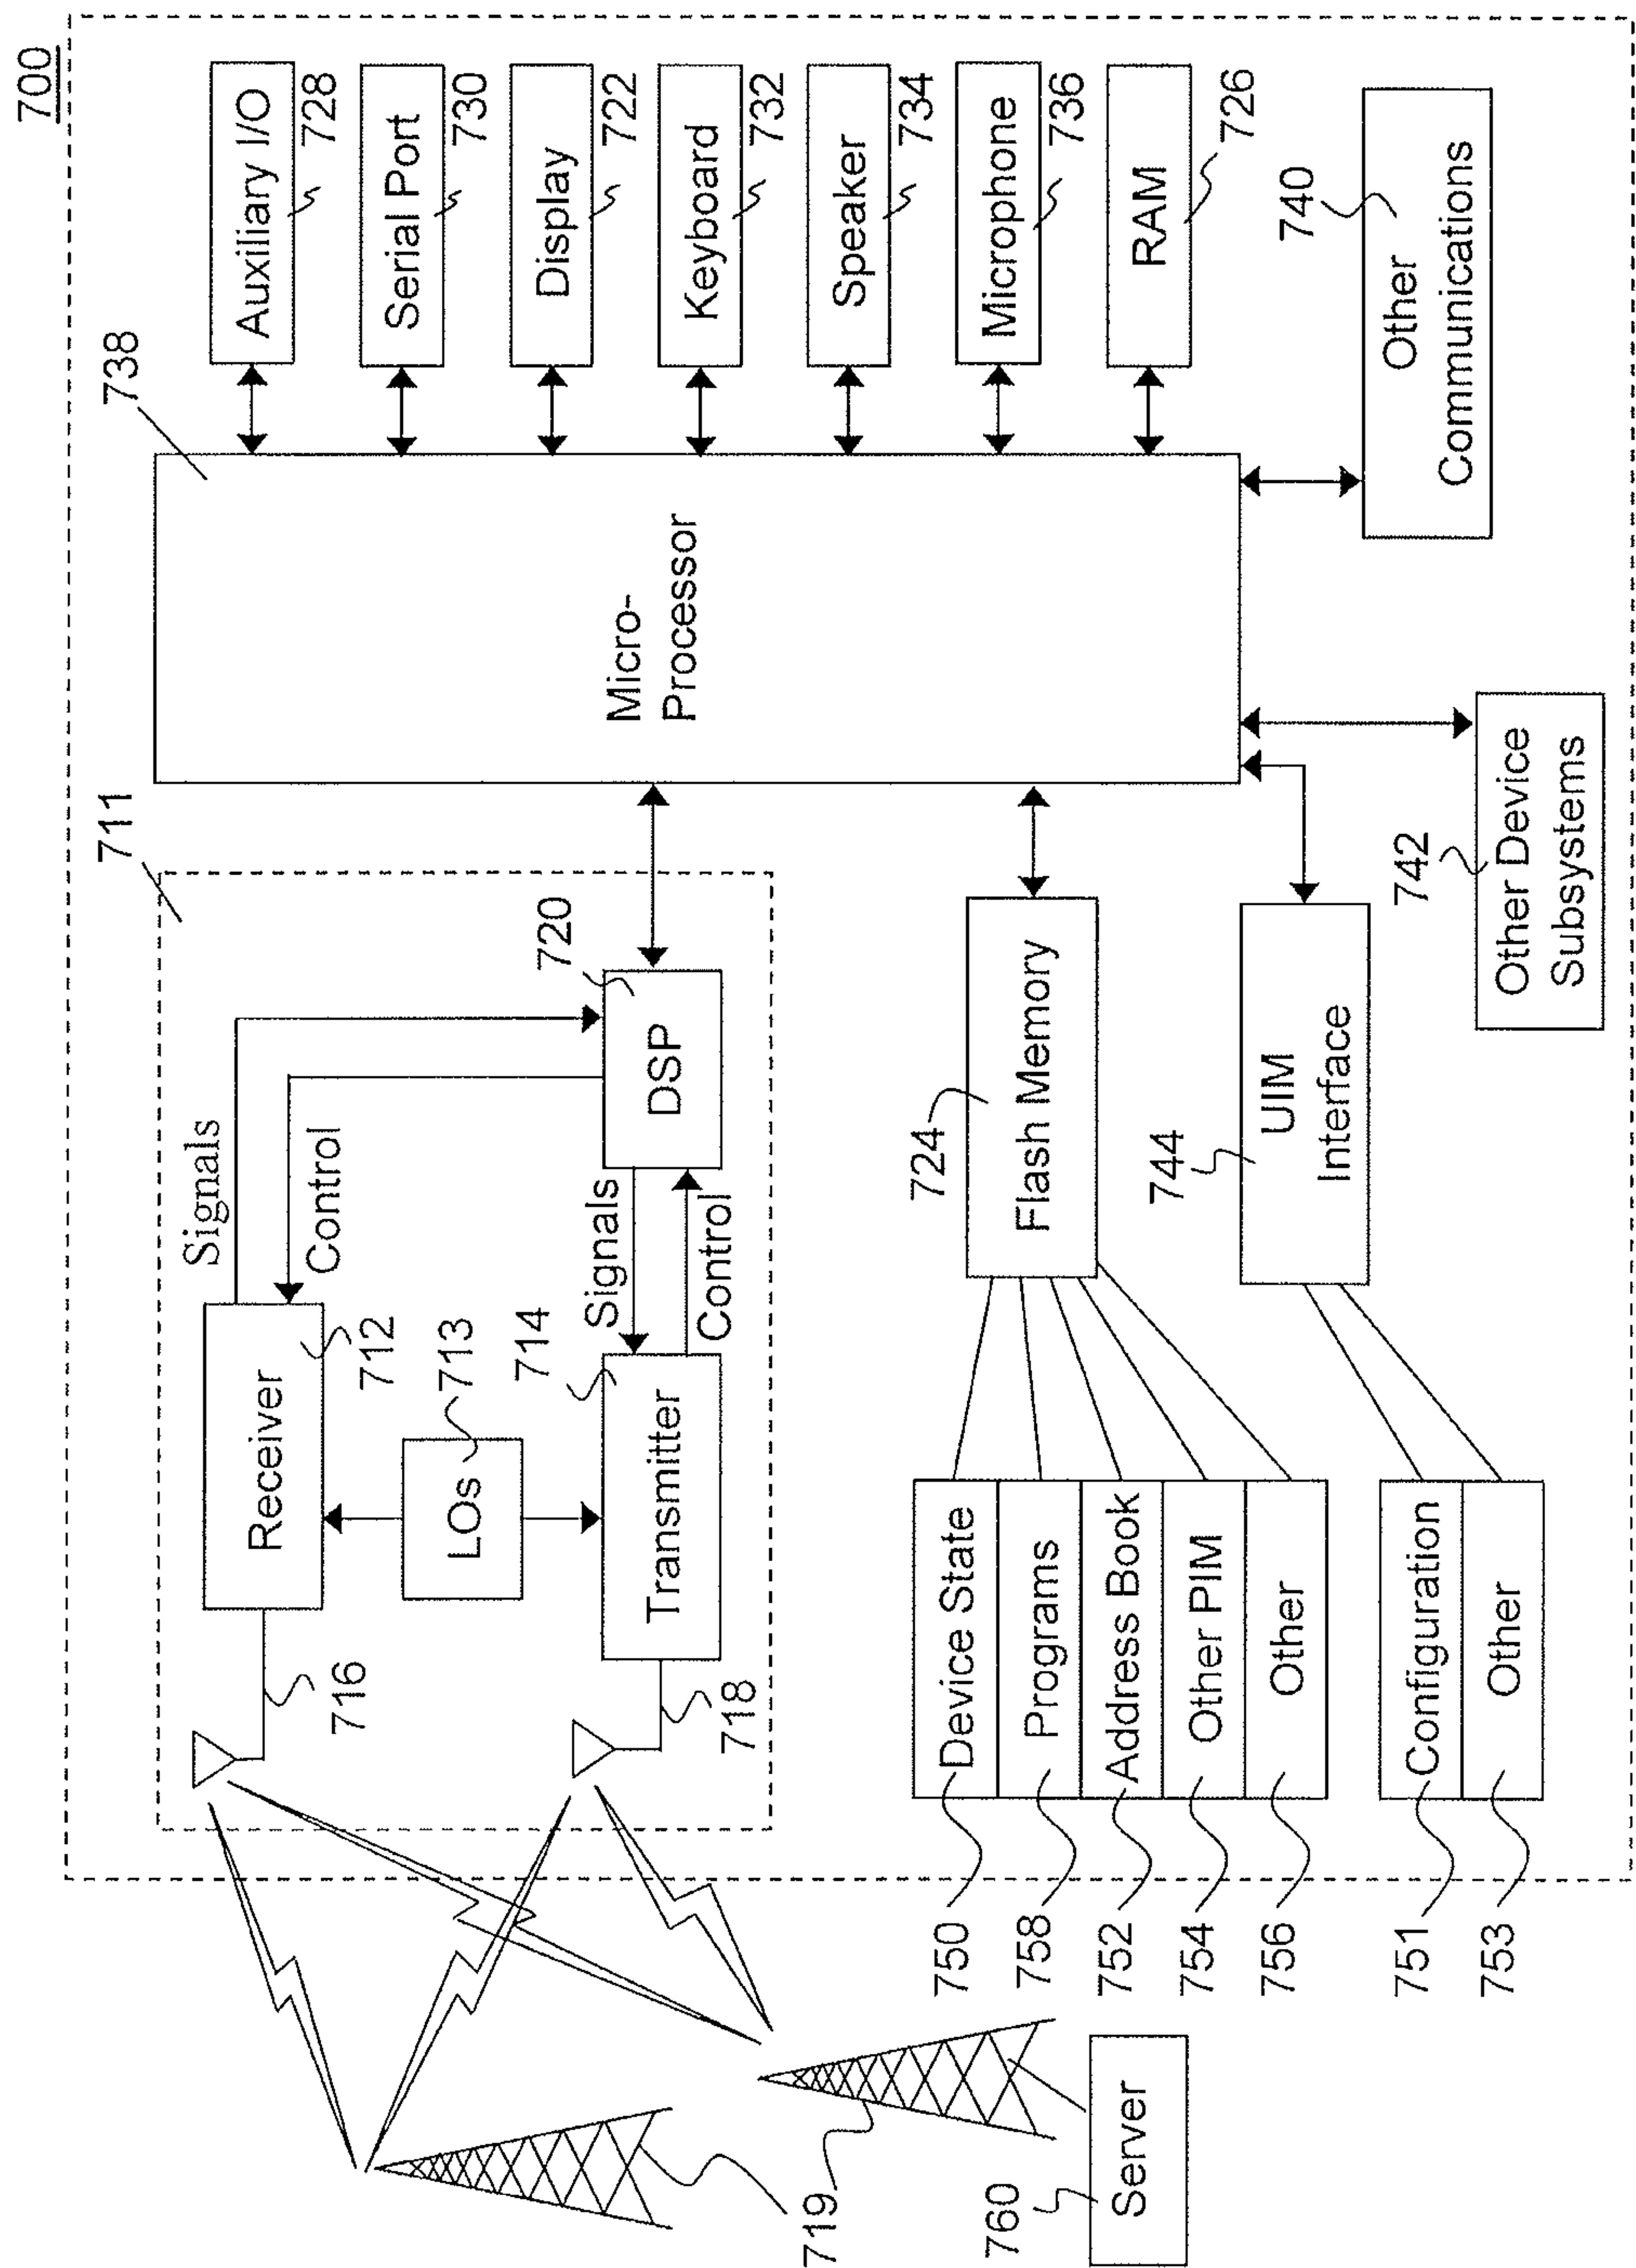 700
738
Auxiliary I/O
728
Serial Port
730
Display
722
Keyboard
732
Speaker
734
Microphone
736
RAM
726
Other
Communications
740
Micro-
Processor
711
Signals
Control
720
DSP
Receiver
712
LOs
713
714
Signals
Control
Transmitter
716
718
724
Flash Memory
744
UIM
Interface
742
Other Device
Subsystems
Device State
Programs
Address Book
Other PIM
Other
Configuration
Other
750
758
752
754
756
751
753
719
760
Server